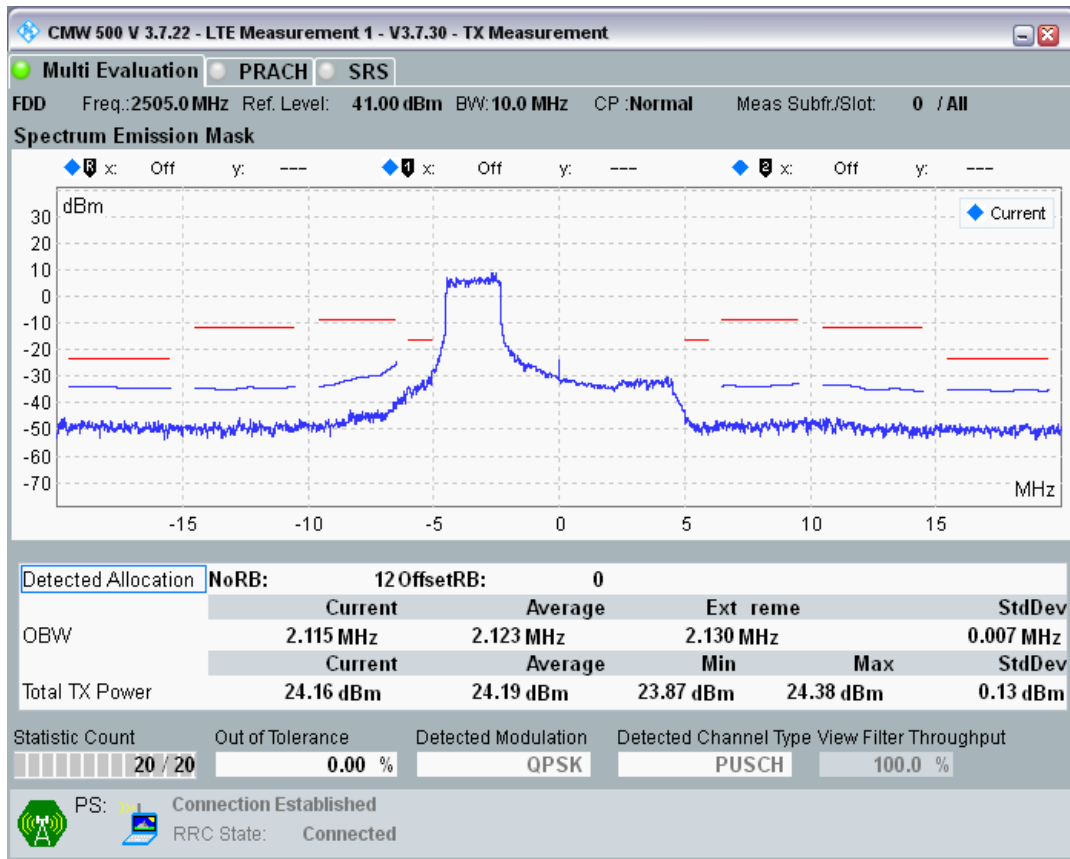 CMW 500 V 3.7.22 - LTE Measurement 1 - V3.7.30 - TX Measurement
Multi Evaluation PRACH SRS
FDD Freq.:2505.0 MHz Ref. Level: 41.00 dBm BW:10.0 MHz CP :Normal Meas Subfr./Slot: 0 / All
Spectrum Emission Mask
R x: Off y: --- 1 x: Off y: --- 2 x: Off y: ---
dBm
Current
30
20
10
0
-10
-20
-30
-40
-50
-60
-70
MHz
-15 -10 -5 0 5 10 15
Detected Allocation NoRB: 12 OffsetRB: 0
Current Average Ext reme StdDev
OBW 2.115 MHz 2.123 MHz 2.130 MHz 0.007 MHz
Current Average Min Max StdDev
Total TX Power 24.16 dBm 24.19 dBm 23.87 dBm 24.38 dBm 0.13 dBm
Statistic Count Out of Tolerance Detected Modulation Detected Channel Type View Filter Throughput
20 / 20 0.00 % QPSK PUSCH 100.0 %
PS: Connection Established
RRC State: Connected